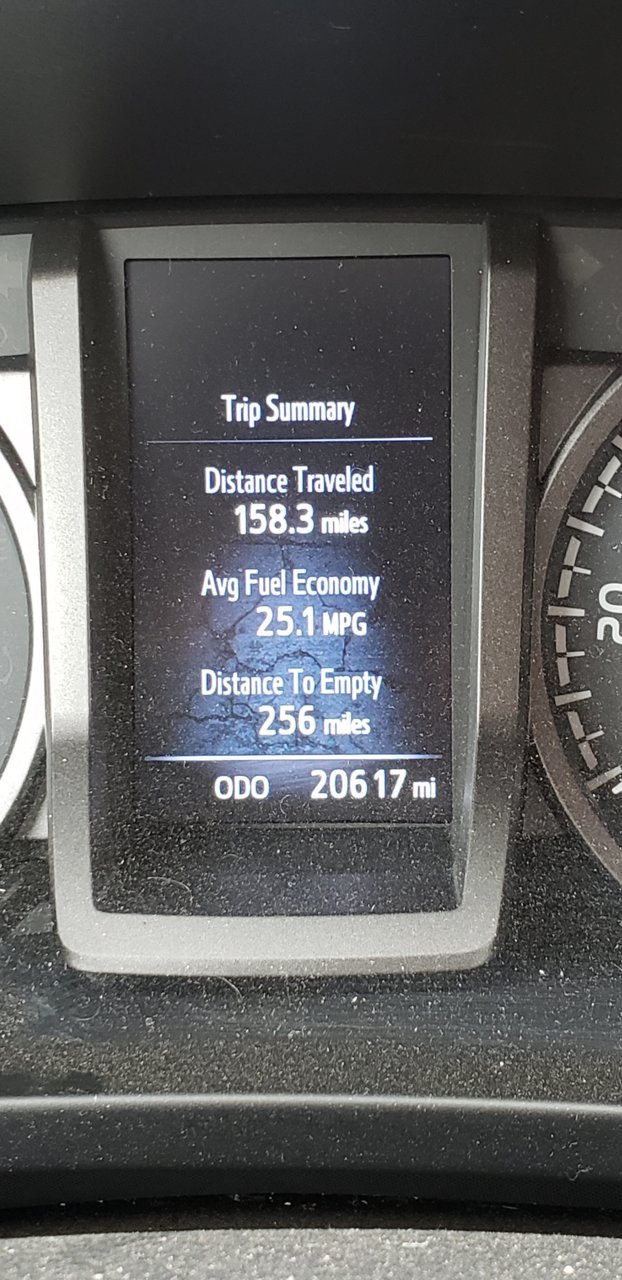 Trip Summary
Distance Traveled
158.3 miles
Avg Fuel Economy
25.1 MPG
Distance To Empty
256 miles
ODO 20617 mi
20